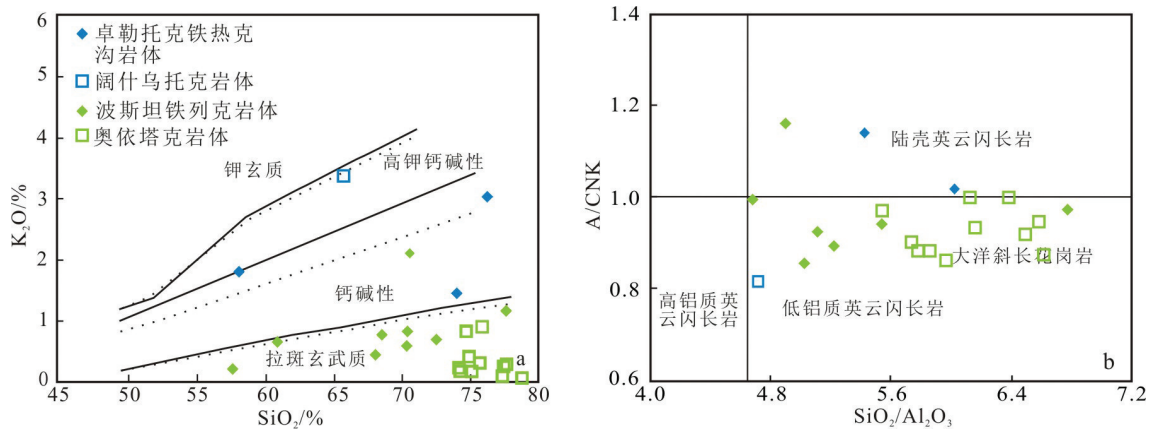 6
5
4
3
2
1
0
K₂O/%
卓勒托克铁热克
沟岩体
阔什乌托克岩体
波斯坦铁列克岩体
奥依塔克岩体
钾玄质
高钾钙碱性
钙碱性
拉斑玄武质
a
45 50 55 60 65 70 75 80
SiO₂/%
1.4
1.2
1.0
0.8
0.6
A/CNK
陆壳英云闪长岩
大洋斜长花岗岩
高铝质英
云闪长岩
低铝质英云闪长岩
b
4.0 4.8 5.6 6.4 7.2
SiO₂/Al₂O₃